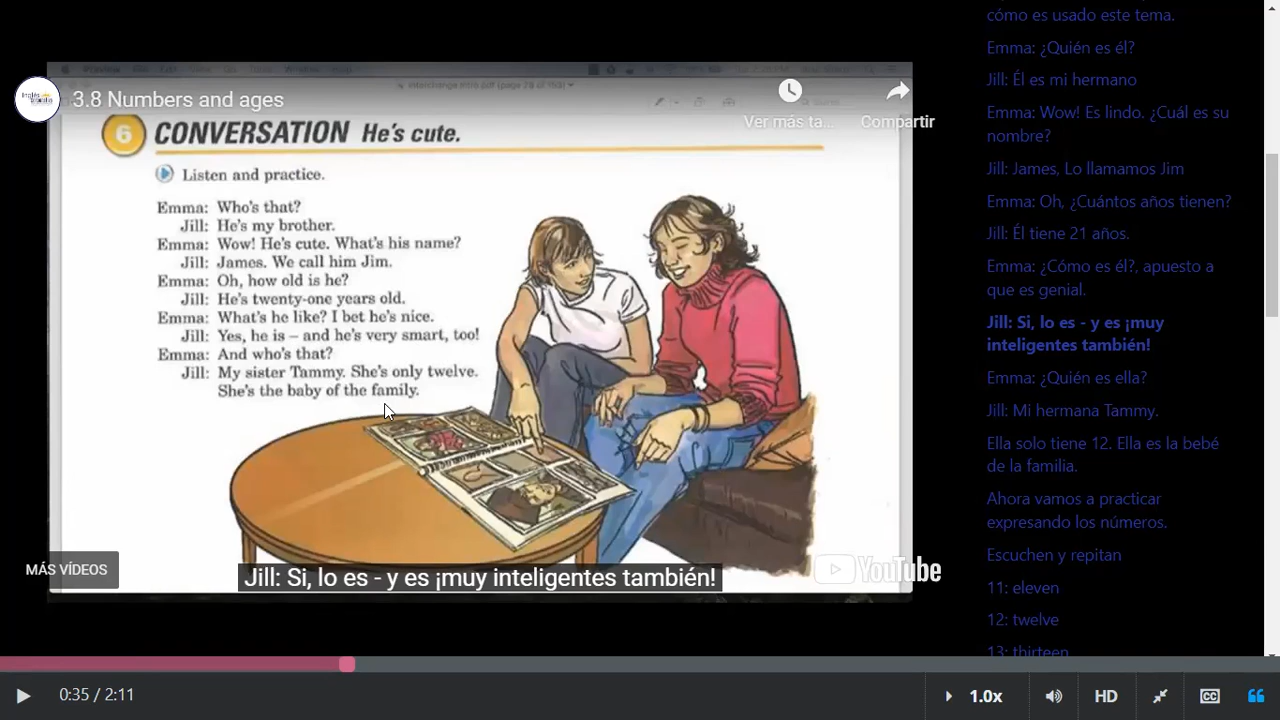 3.8 Numbers and ages
Ver más ta...
Compartir
6 CONVERSATION He's cute.
Listen and practice.
Emma: Who's that?
Jill: He's my brother.
Emma: Wow! He's cute. What's his name?
Jill: James. We call him Jim.
Emma: Oh, how old is he?
Jill: He's twenty-one years old.
Emma: What's he like? I bet he's nice.
Jill: Yes, he is – and he's very smart, too!
Emma: And who's that?
Jill: My sister Tammy. She's only twelve.
She's the baby of the family.
MÁS VÍDEOS
Jill: Si, lo es - y es ¡muy inteligentes también!
YouTube
cómo es usado este tema.
Emma: ¿Quién es él?
Jill: Él es mi hermano
Emma: Wow! Es lindo. ¿Cuál es su
nombre?
Jill: James, Lo llamamos Jim
Emma: Oh, ¿Cuántos años tienen?
Jill: Él tiene 21 años.
Emma: ¿Cómo es él?, apuesto a
que es genial.
Jill: Si, lo es - y es ¡muy
inteligentes también!
Emma: ¿Quién es ella?
Jill: Mi hermana Tammy.
Ella solo tiene 12. Ella es la bebé
de la familia.
Ahora vamos a practicar
expresando los números.
Escuchen y repitan
11: eleven
12: twelve
13: thirteen
0:35 / 2:11
1.0x
HD
CC